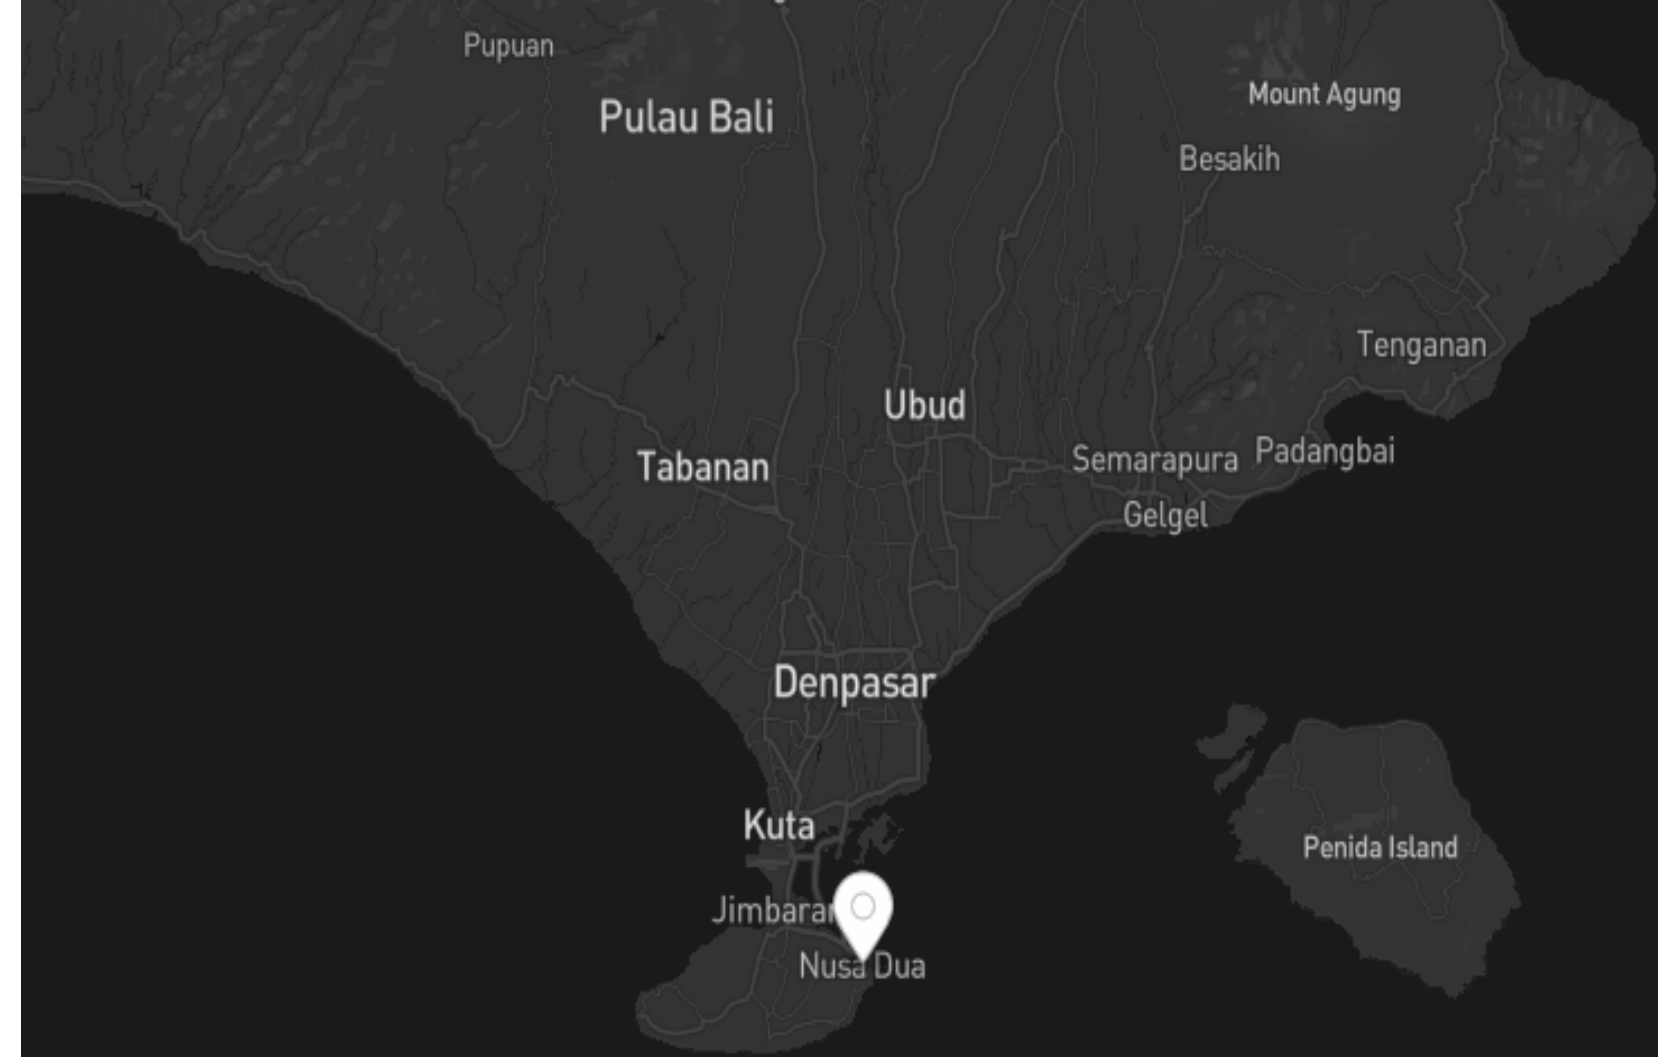 Pupuan
Mount Agung
Pulau Bali
Besakih
Tenganan
Ubud
Padangbai
Semarapura
Tabanan
Gelgel
Denpasar
Kuta
Penida Island
Jimbaran
Nusa Dua